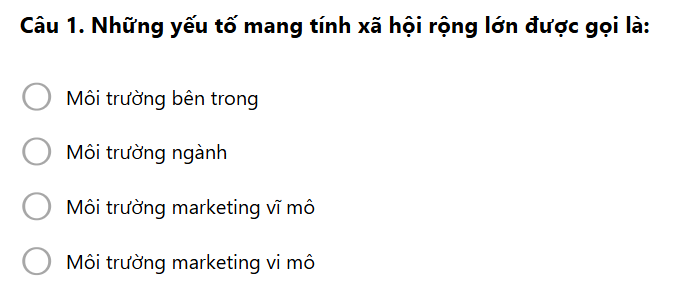 Câu 1. Những yếu tố mang tính xã hội rộng lớn được gọi là:
Môi trường bên trong
Môi trường ngành
Môi trường marketing vĩ mô
Môi trường marketing vi mô